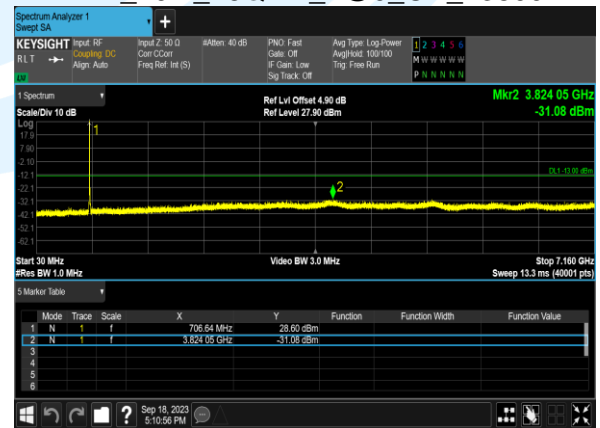 Spectrum Analyzer 1
Swept SA
+
KEYSIGHT Input: RF Input Z: 50 Ω #Atten: 40 dB PNO: Fast Avg Type: Log-Power 1 2 3 4 5 6
RLT Coupling: DC Corr CCorr Gate: Off Avg|Hold: 100/100 M W W W W W
Align: Auto Freq Ref: Int (S) IF Gain: Low Trig: Free Run
Sig Track: Off P N N N N N
LXI
1 Spectrum Ref Lvl Offset 4.90 dB Mkr2 3.824 05 GHz
Scale/Div 10 dB Ref Level 27.90 dBm -31.08 dBm
Log
17.9
7.90
-2.10
-12.1
-22.1
-32.1
-42.1
-52.1
-62.1
1
DL1 -13.00 dBm
2
Start 30 MHz Video BW 3.0 MHz Stop 7.160 GHz
#Res BW 1.0 MHz Sweep 13.3 ms (40001 pts)
5 Marker Table
Mode Trace Scale X Y Function Function Width Function Value
1 N 1 f 706.64 MHz 28.60 dBm
2 N 1 f 3.824 05 GHz -31.08 dBm
3
4
5
6
? Sep 18, 2023
5:10:56 PM